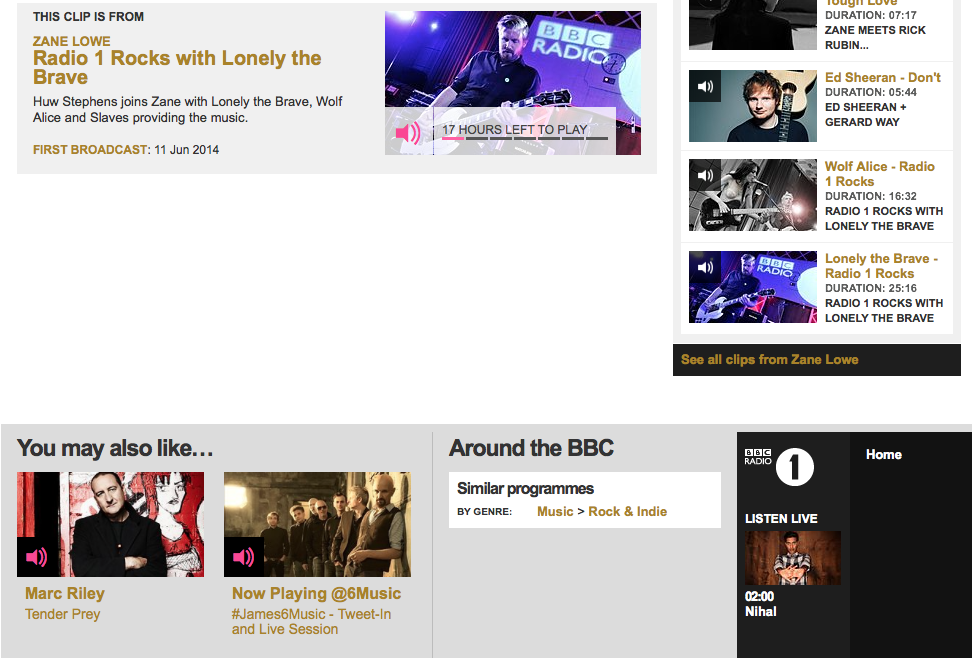 THIS CLIP IS FROM
ZANE LOWE
Radio 1 Rocks with Lonely the
Brave
Huw Stephens joins Zane with Lonely the Brave, Wolf
Alice and Slaves providing the music.
FIRST BROADCAST: 11 Jun 2014
BBC
RADIO
17 HOURS LEFT TO PLAY
Tough Love
DURATION: 07:17
ZANE MEETS RICK
RUBIN...
Ed Sheeran - Don't
DURATION: 05:44
ED SHEERAN +
GERARD WAY
Wolf Alice - Radio
1 Rocks
DURATION: 16:32
RADIO 1 ROCKS WITH
LONELY THE BRAVE
BBC
RADIO
Lonely the Brave -
Radio 1 Rocks
DURATION: 25:16
RADIO 1 ROCKS WITH
LONELY THE BRAVE
See all clips from Zane Lowe
You may also like...
Marc Riley
Tender Prey
Now Playing @6Music
#James6Music - Tweet-In
and Live Session
Around the BBC
Similar programmes
BY GENRE: Music > Rock & Indie
BBC
RADIO 1
LISTEN LIVE
02:00
Nihal
Home